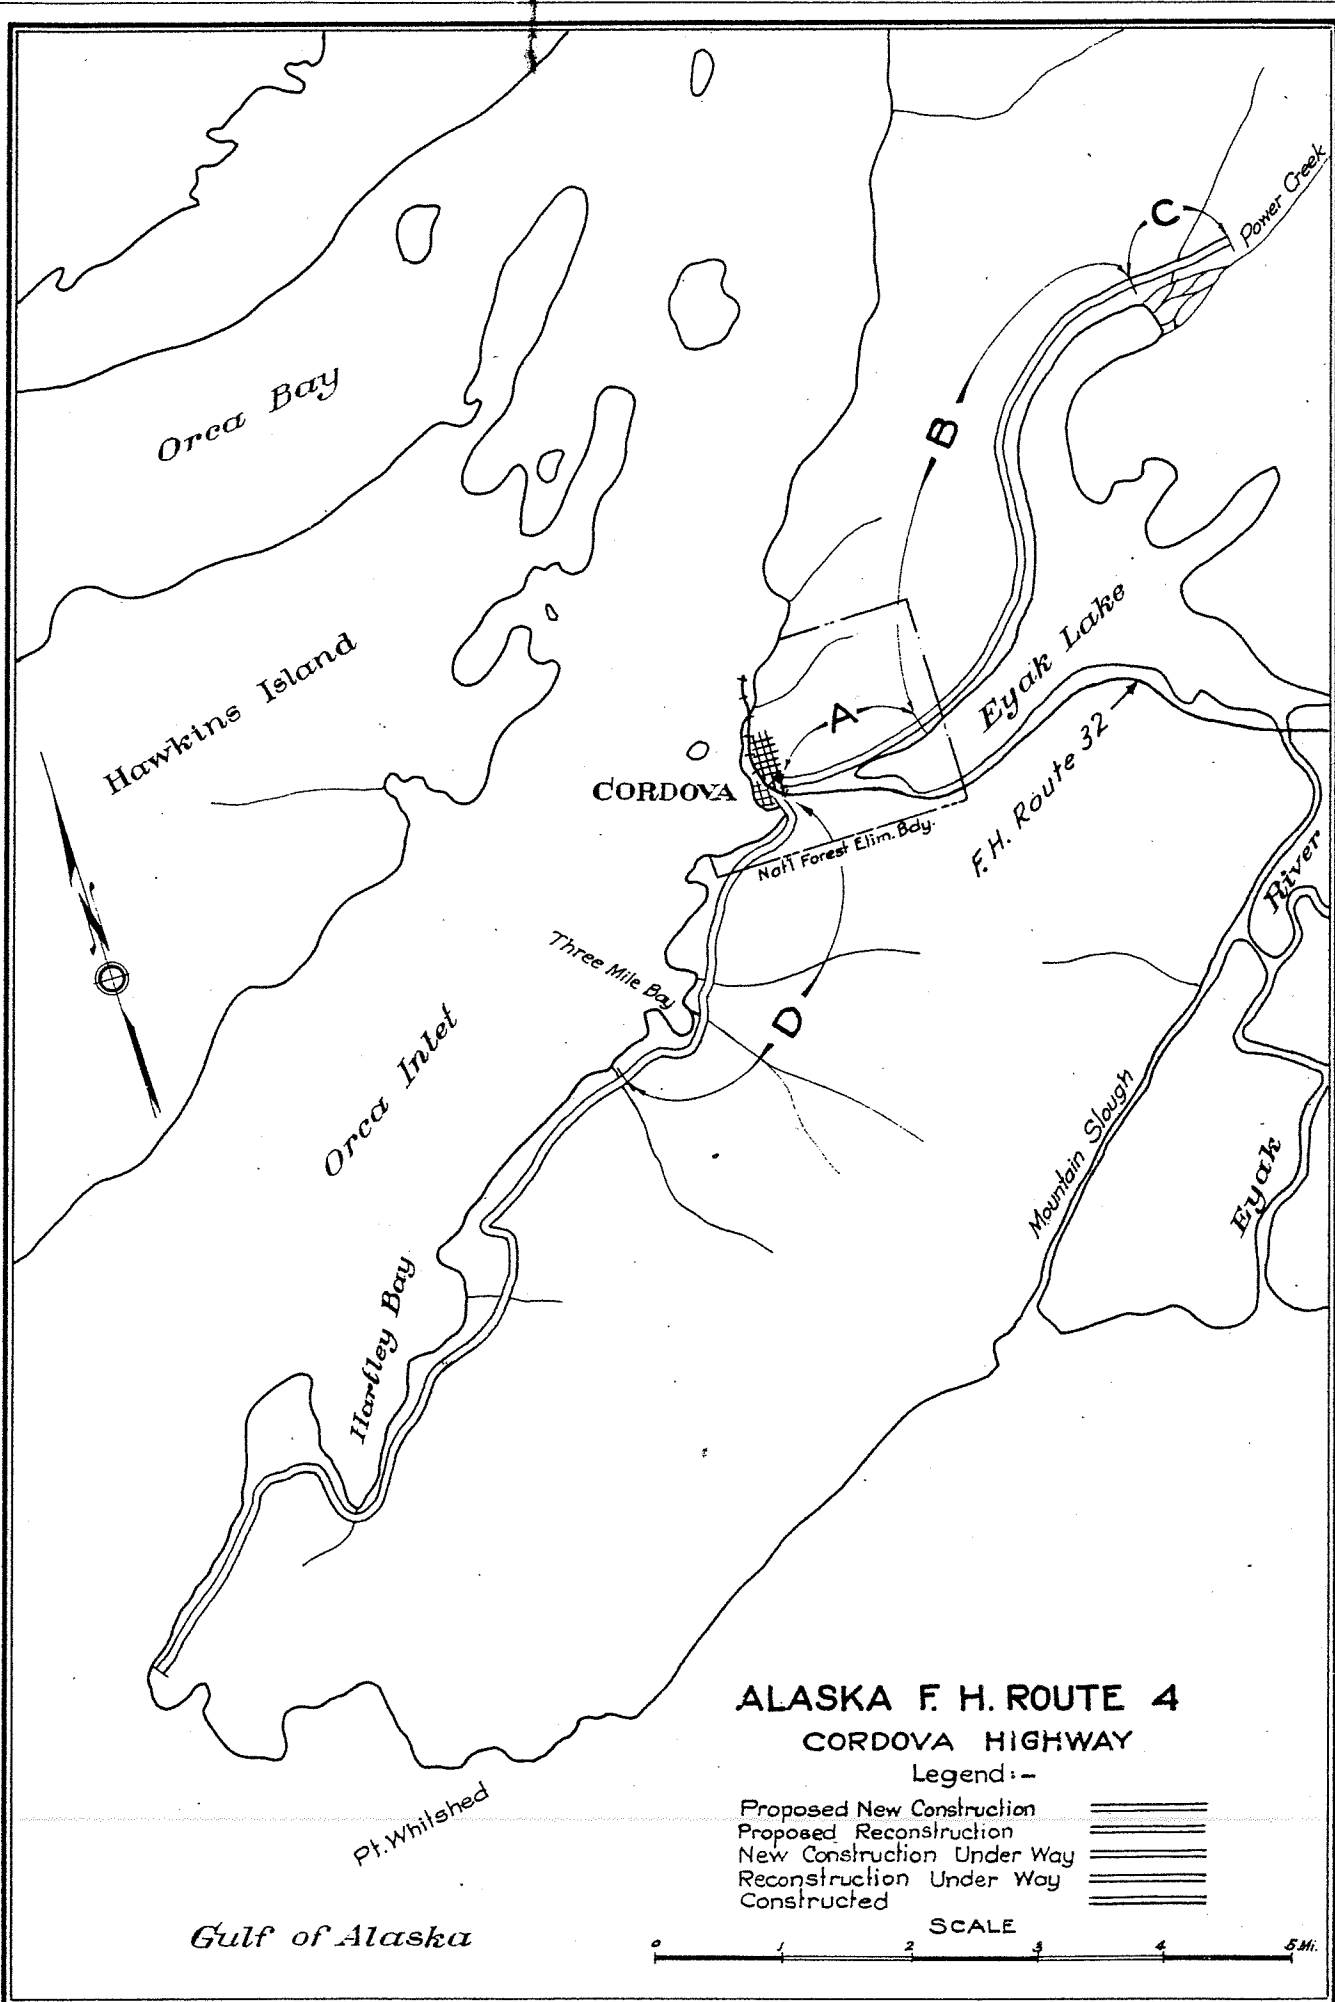 Power Creek
C
Orca Bay
B
Eyak Lake
Hawkins Island
A
F.H. Route 32
CORDOVA
Nat'l Forest Elim. Bdy.
River
Three Mile Bay
D
Orca Inlet
Mountain Slough
Eyak
Hartley Bay
ALASKA F. H. ROUTE 4
CORDOVA HIGHWAY
Legend:-
Proposed New Construction
Proposed Reconstruction
New Construction Under Way
Reconstruction Under Way
Constructed
Pt. Whitshed
Gulf of Alaska
SCALE
0 1 2 3 4 5 Mi.